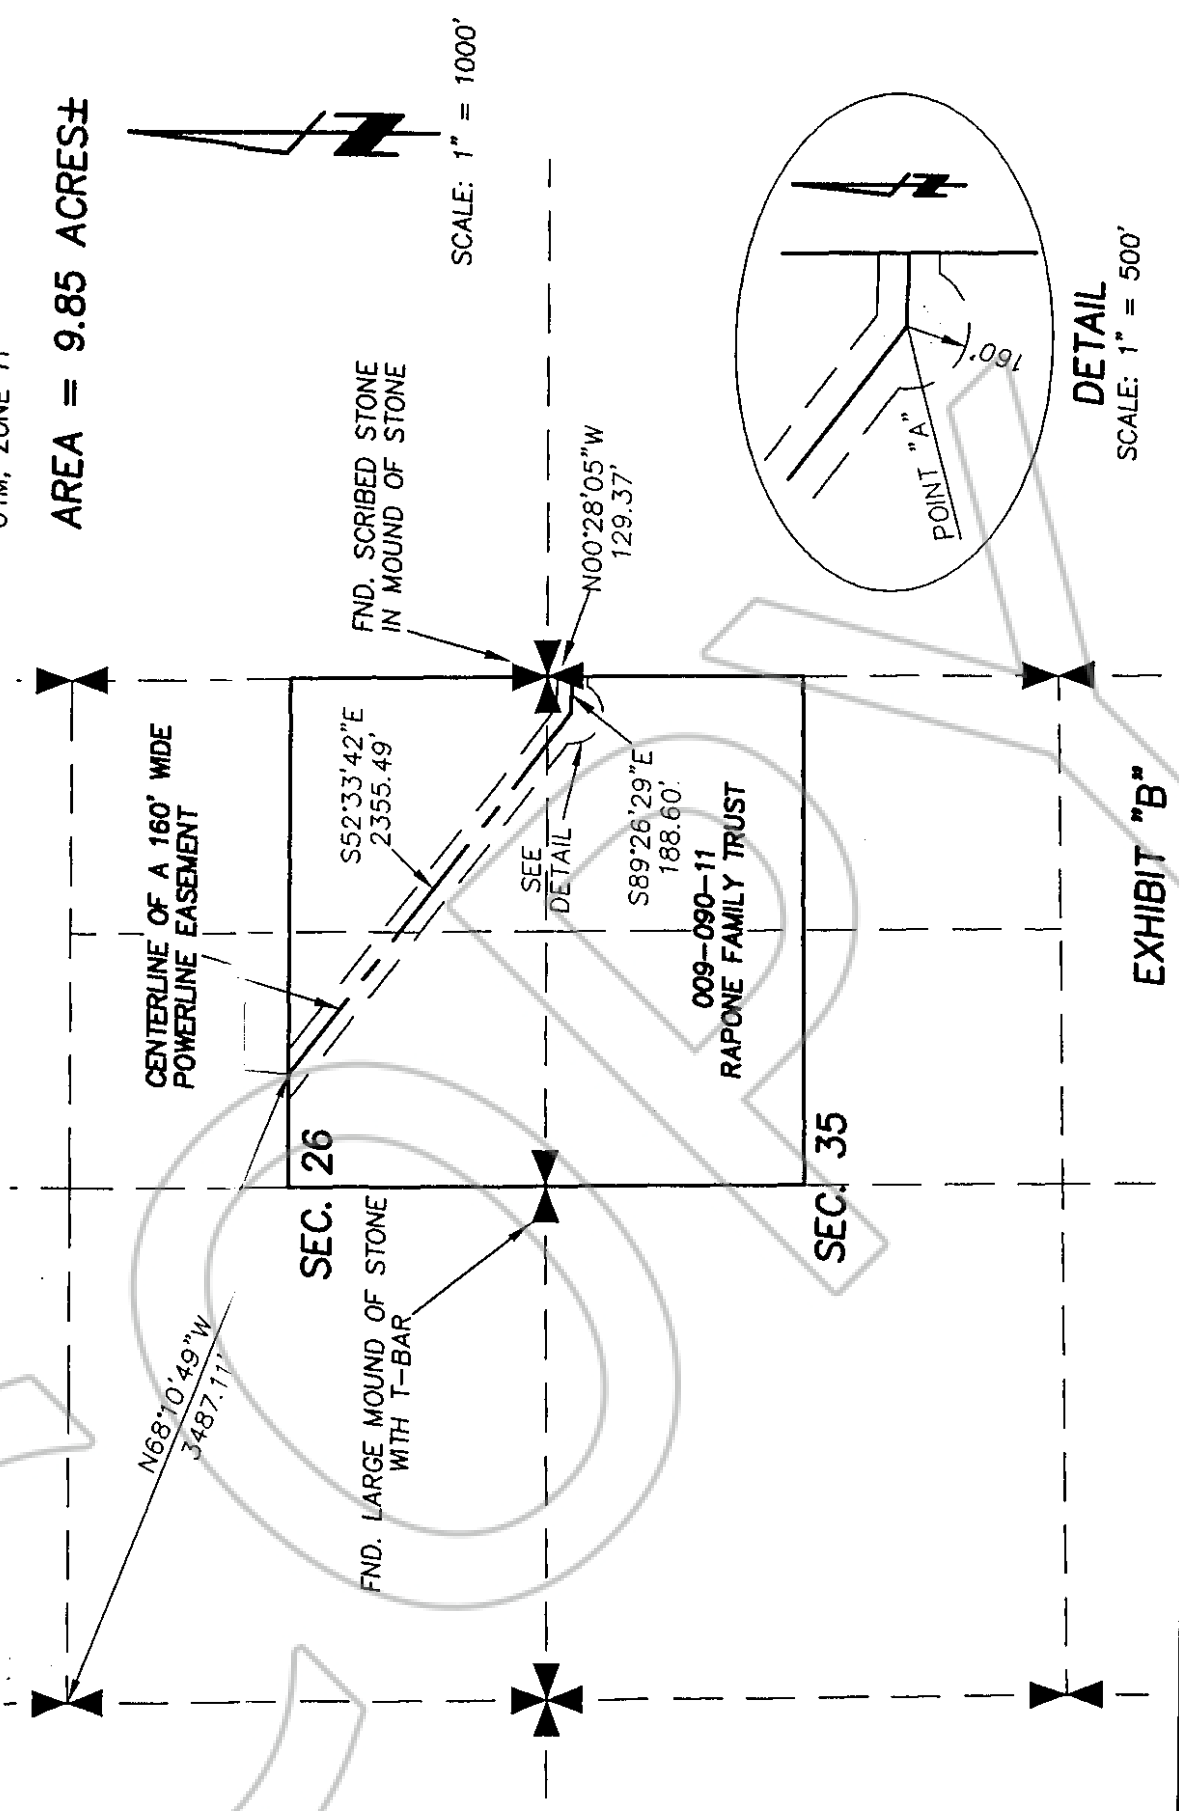 AREA = 9.85 ACRES±
SCALE: 1" = 1000'
CENTERLINE OF A 160' WIDE
POWERLINE EASEMENT
N68°10'49"W
3487.11'
SEC. 26
S52°33'42"E
2355.49'
FND. SCRIBED STONE
IN MOUND OF STONE
FND. LARGE MOUND OF STONE
WITH T-BAR
SEE
DETAIL
N00°28'05"W
129.37'
S89°26'29"E
188.60'
009-090-11
RAPONE FAMILY TRUST
SEC. 35
160'
POINT "A"
DETAIL
SCALE: 1" = 500'
EXHIBIT "B"
COPY